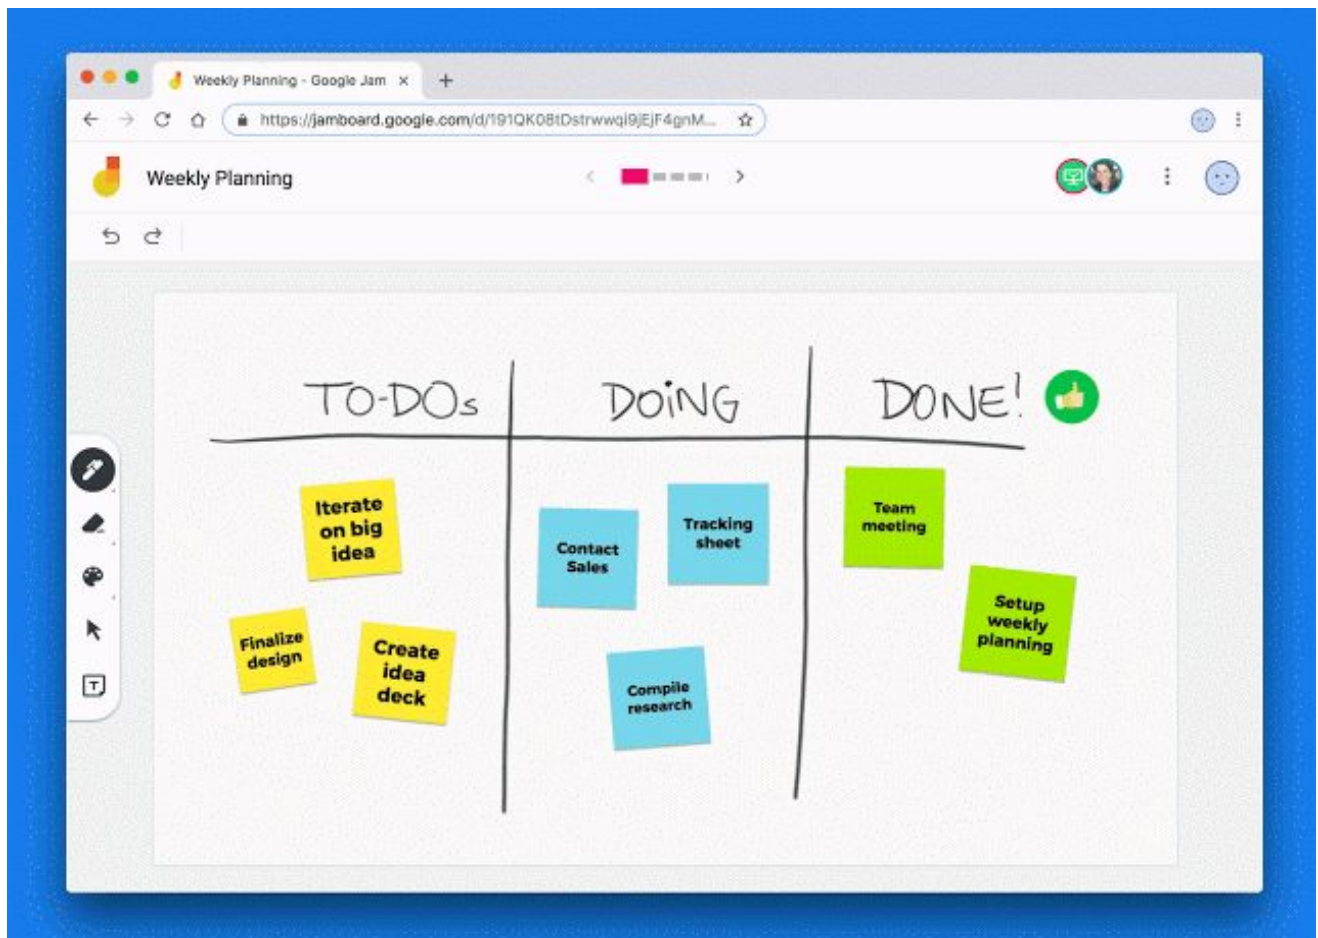 Weekly Planning - Google Jam
https://jamboard.google.com/d/191QK08tDstrwwqi9jEjF4gnM...
Weekly Planning
TO-DOs
DOiNG
DONE!
Iterate
on big
idea
Finalize
design
Create
idea
deck
Contact
Sales
Tracking
sheet
Compile
research
Team
meeting
Setup
weekly
planning
T